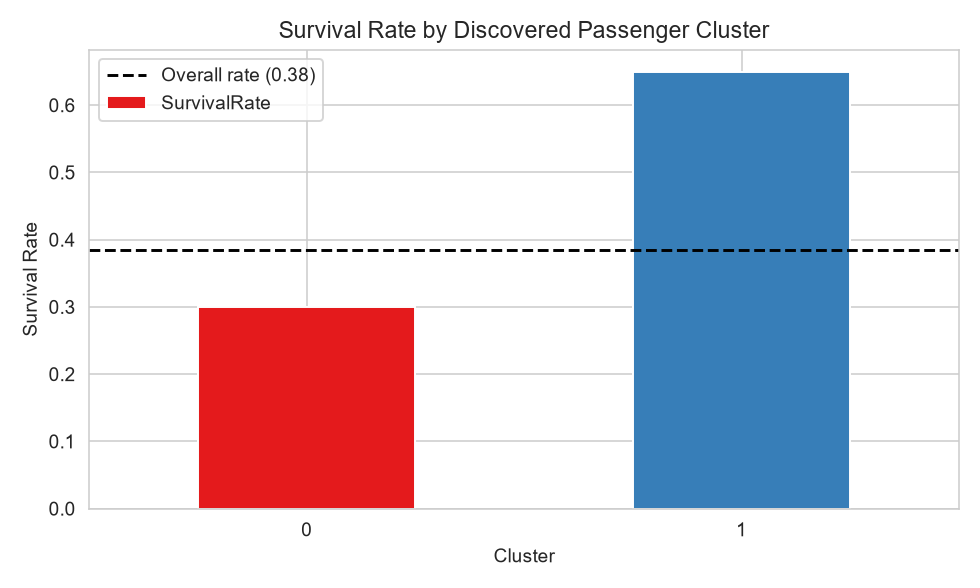 Survival Rate by Discovered Passenger Cluster
Overall rate (0.38)
SurvivalRate
0.6
0.5
0.4
0.3
0.2
0.1
0.0
Survival Rate
0
1
Cluster